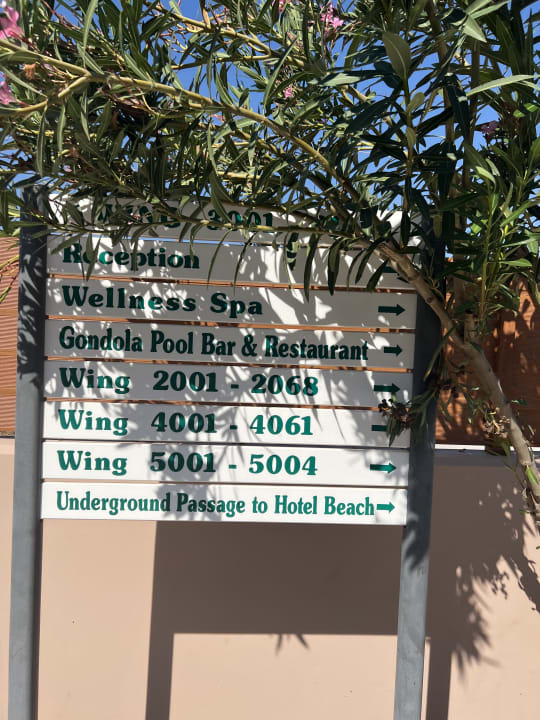 3001
Reception
Wellness Spa →
Gondola Pool Bar & Restaurant →
Wing 2001 - 2068 →
Wing 4001 - 4061 →
Wing 5001 - 5004 →
Underground Passage to Hotel Beach →